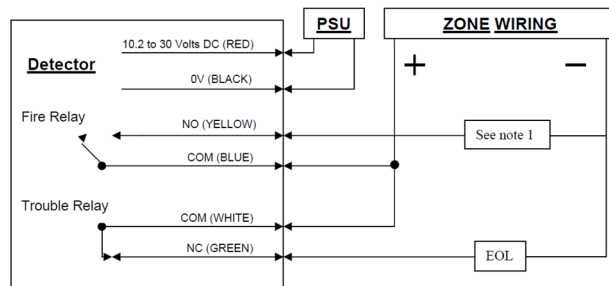 PSU
ZONE WIRING
10.2 to 30 Volts DC (RED)
Detector
+
−
0V (BLACK)
Fire Relay
NO (YELLOW)
See note 1
COM (BLUE)
Trouble Relay
COM (WHITE)
NC (GREEN)
EOL